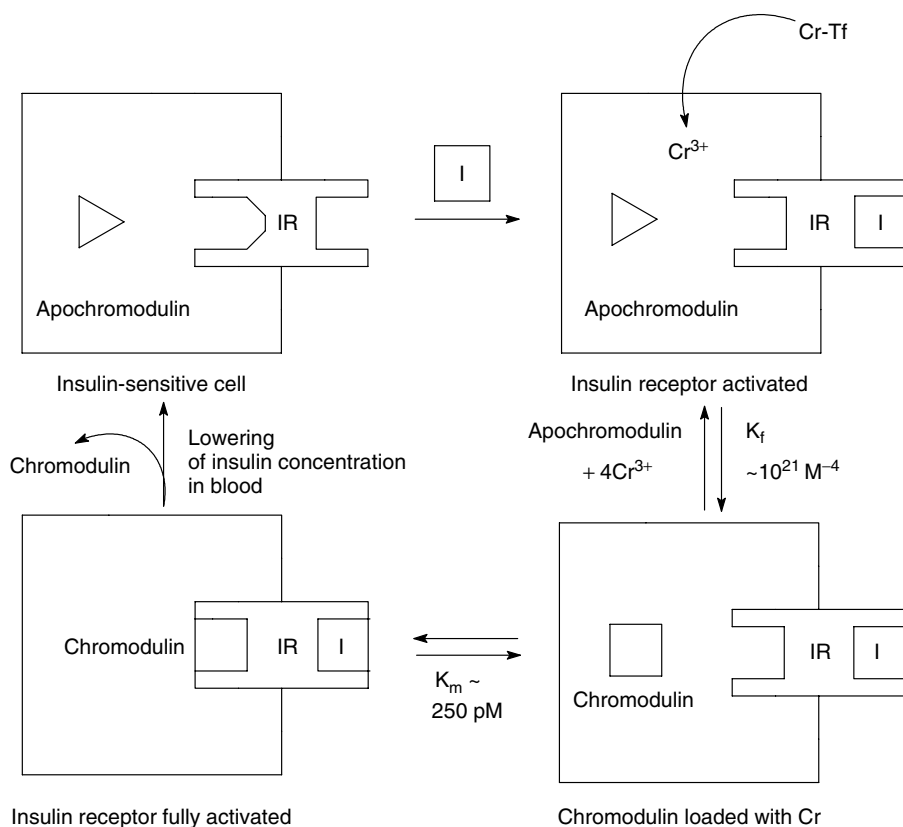 Cr-Tf
I
Cr³⁺
IR
IR
I
Apochromodulin
Apochromodulin
Insulin-sensitive cell
Insulin receptor activated
Chromodulin
Lowering
of insulin concentration
in blood
Apochromodulin
+ 4Cr³⁺
K_f
~10²¹ M⁻⁴
Chromodulin
IR
I
IR
I
K_m ~
250 pM
Chromodulin
Insulin receptor fully activated
Chromodulin loaded with Cr